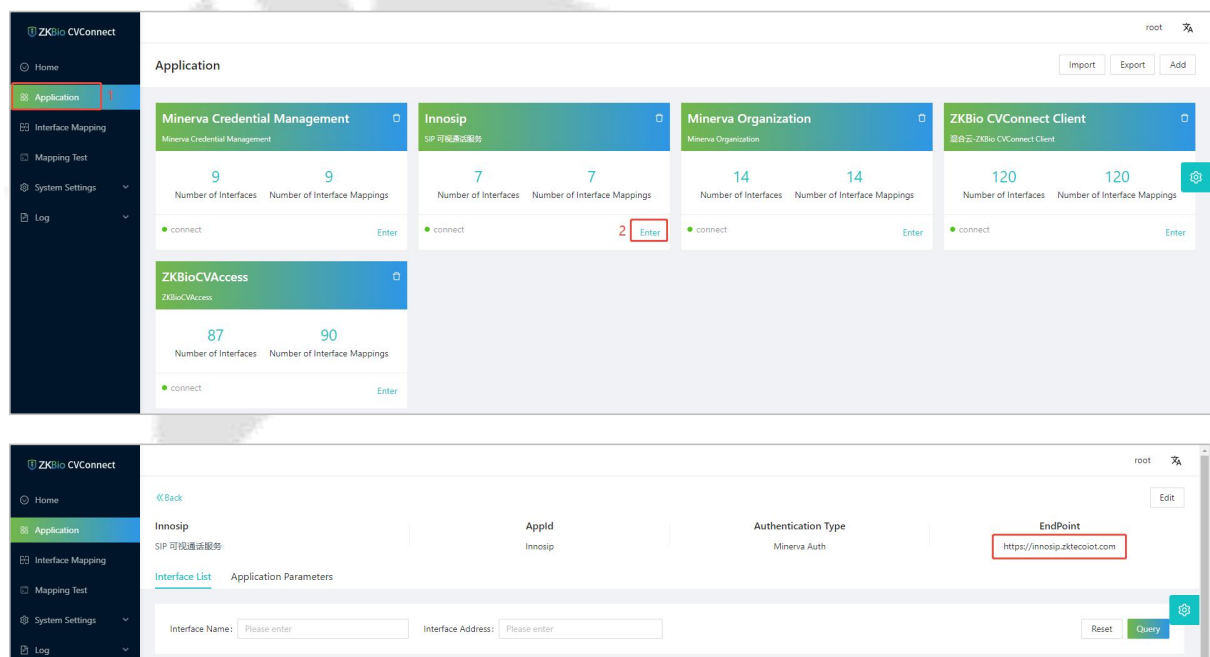 ZKBio CVConnect
root
Home
Application
Import Export Add
Application 1
Interface Mapping
Mapping Test
System Settings
Log
Minerva Credential Management
Minerva Credential Management
9 9
Number of Interfaces Number of Interface Mappings
connect Enter
Innosip
SIP 可视通话服务
7 7
Number of Interfaces Number of Interface Mappings
connect 2 Enter
Minerva Organization
Minerva Organization
14 14
Number of Interfaces Number of Interface Mappings
connect Enter
ZKBio CVConnect Client
混合云-ZKBio CVConnect Client
120 120
Number of Interfaces Number of Interface Mappings
connect Enter
ZKBioCVAccess
ZKBioCVAccess
87 90
Number of Interfaces Number of Interface Mappings
connect Enter
ZKBio CVConnect
root
Home
Application
Interface Mapping
Mapping Test
System Settings
Log
Back
Edit
Innosip AppId Authentication Type EndPoint
SIP 可视通话服务 Innosip Minerva Auth https://innosip.zktecoiot.com
Interface List Application Parameters
Interface Name: Please enter Interface Address: Please enter Reset Query